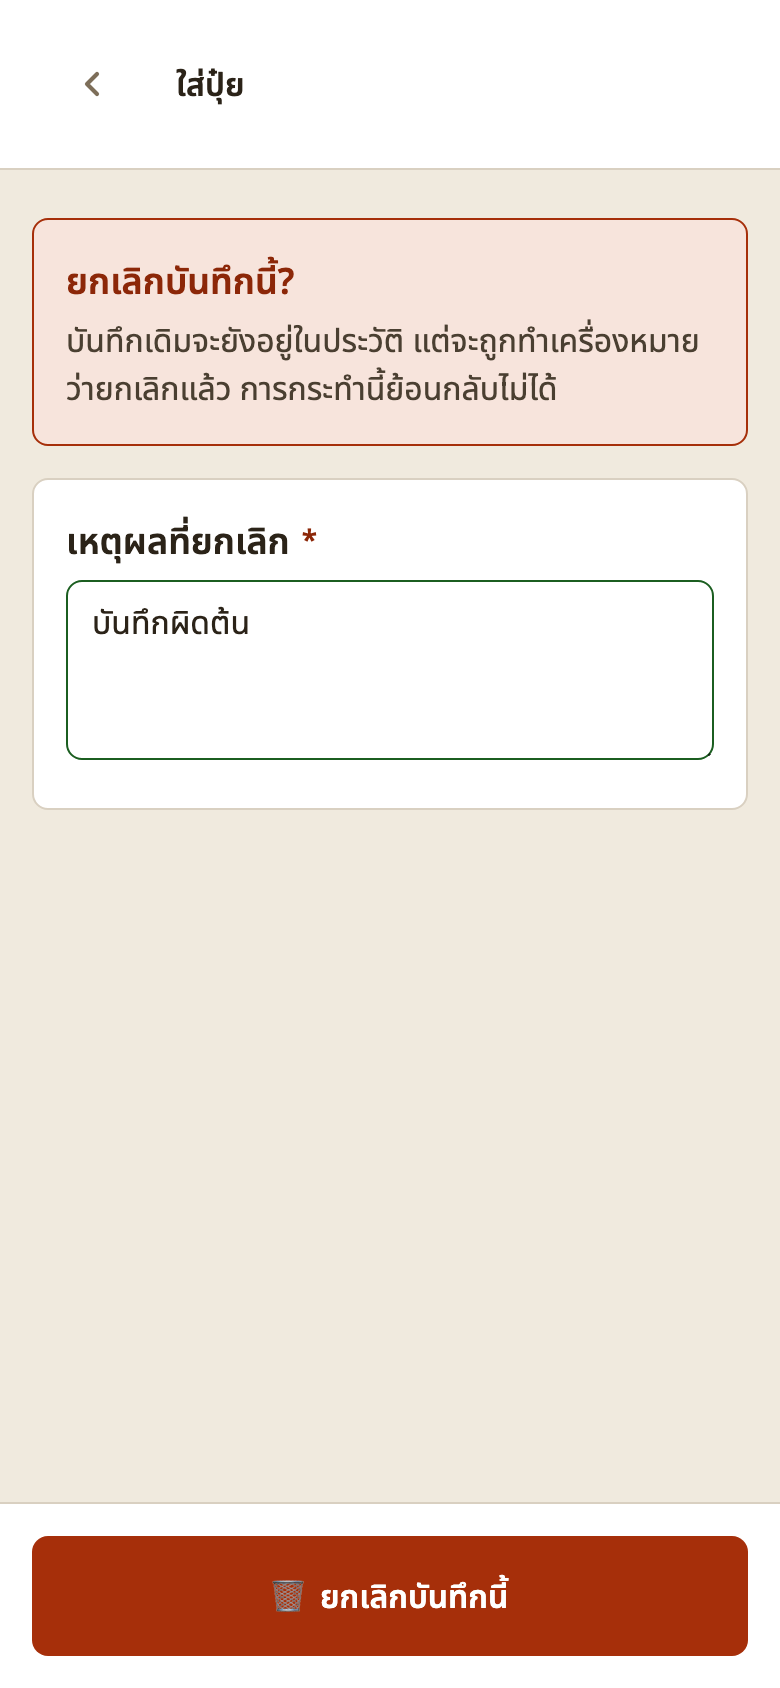 ใส่ปุ๋ย
ยกเลิกบันทึกนี้?
บันทึกเดิมจะยังอยู่ในประวัติ แต่จะถูกทำเครื่องหมาย
ว่ายกเลิกแล้ว การกระทำนี้ย้อนกลับไม่ได้
เหตุผลที่ยกเลิก *
บันทึกผิดต้น
ยกเลิกบันทึกนี้